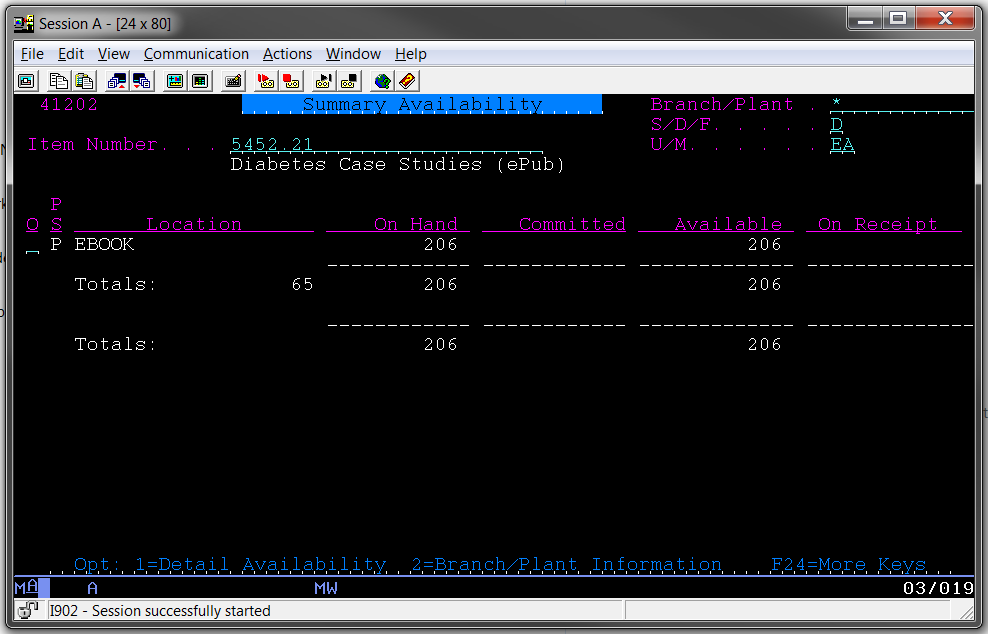 Session A - [24 x 80]
File Edit View Communication Actions Window Help
41202 Summary Availability Branch/Plant . *
S/D/F. . . . . D
Item Number. . . 5452.21 U/M. . . . . . EA
Diabetes Case Studies (ePub)
P
O S Location On Hand Committed Available On Receipt
P EBOOK 206 206
Totals: 65 206 206
Totals: 206 206
Opt: 1=Detail Availability 2=Branch/Plant Information F24=More Keys
MA A MW 03/019
I902 - Session successfully started